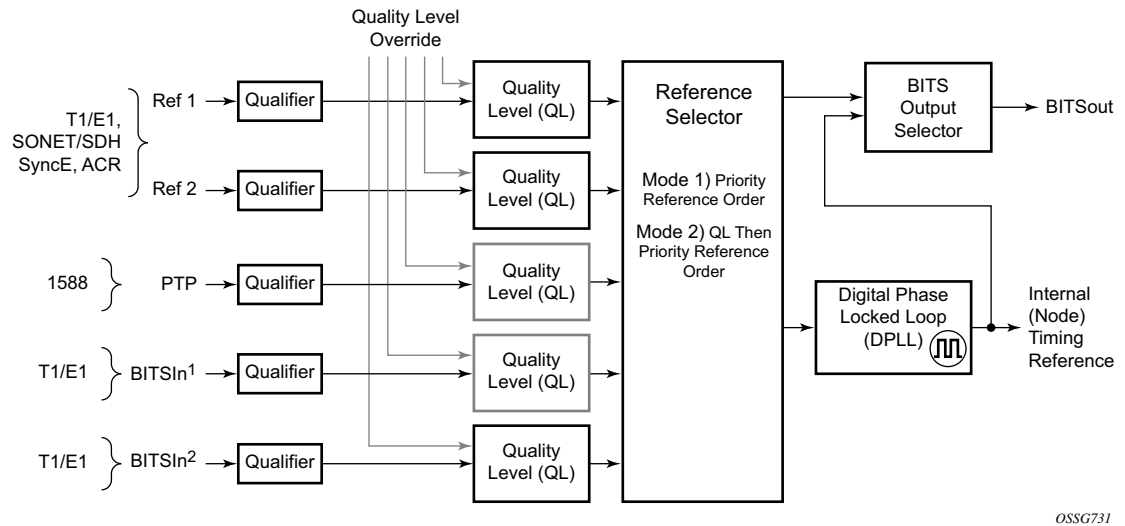 Quality Level
Override
T1/E1,
SONET/SDH
SyncE, ACR
Ref 1
Qualifier
Quality
Level (QL)
Ref 2
Qualifier
Quality
Level (QL)
1588
PTP
Qualifier
Quality
Level (QL)
T1/E1
BITSIn1
Qualifier
Quality
Level (QL)
T1/E1
BITSIn2
Qualifier
Quality
Level (QL)
Reference
Selector
Mode 1) Priority
Reference Order
Mode 2) QL Then
Priority Reference
Order
BITS
Output
Selector
BITSout
Digital Phase
Locked Loop
(DPLL)
Internal
(Node)
Timing
Reference
OSSG731